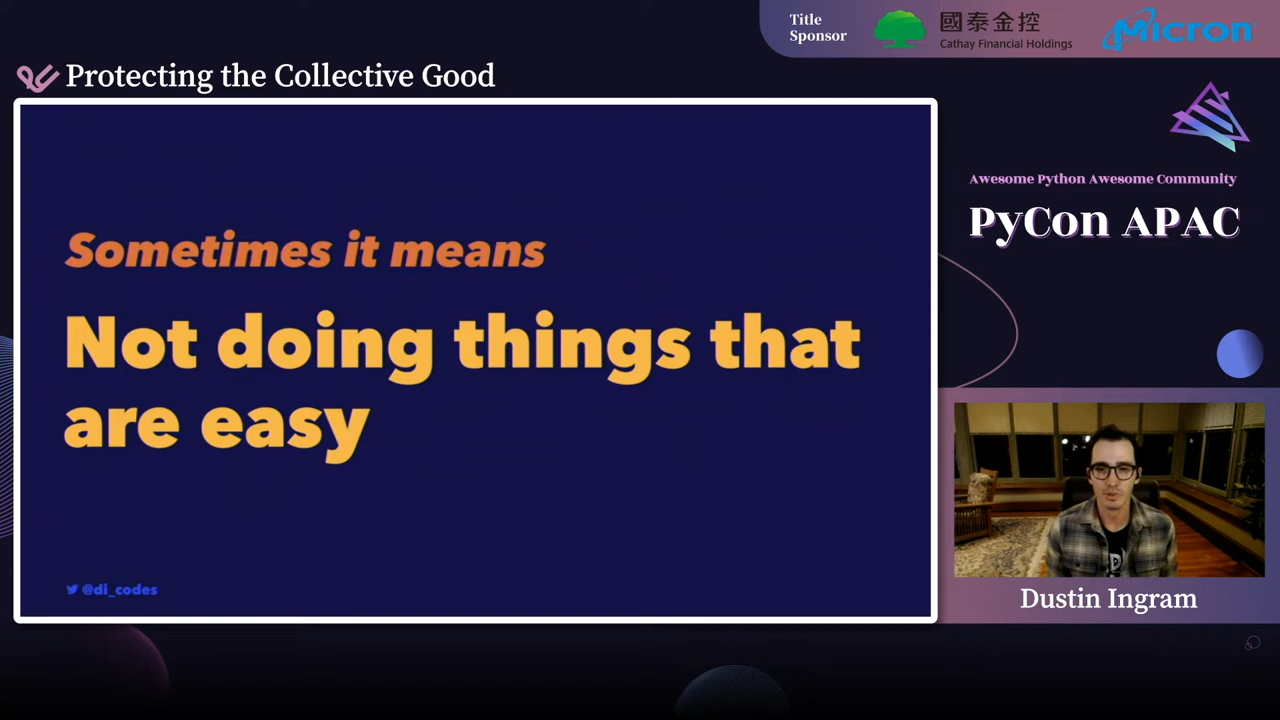 Title
Sponsor
國泰金控
Cathay Financial Holdings
Micron
Protecting the Collective Good
Awesome Python Awesome Community
PyCon APAC
Sometimes it means
Not doing things that
are easy
@di_codes
Dustin Ingram